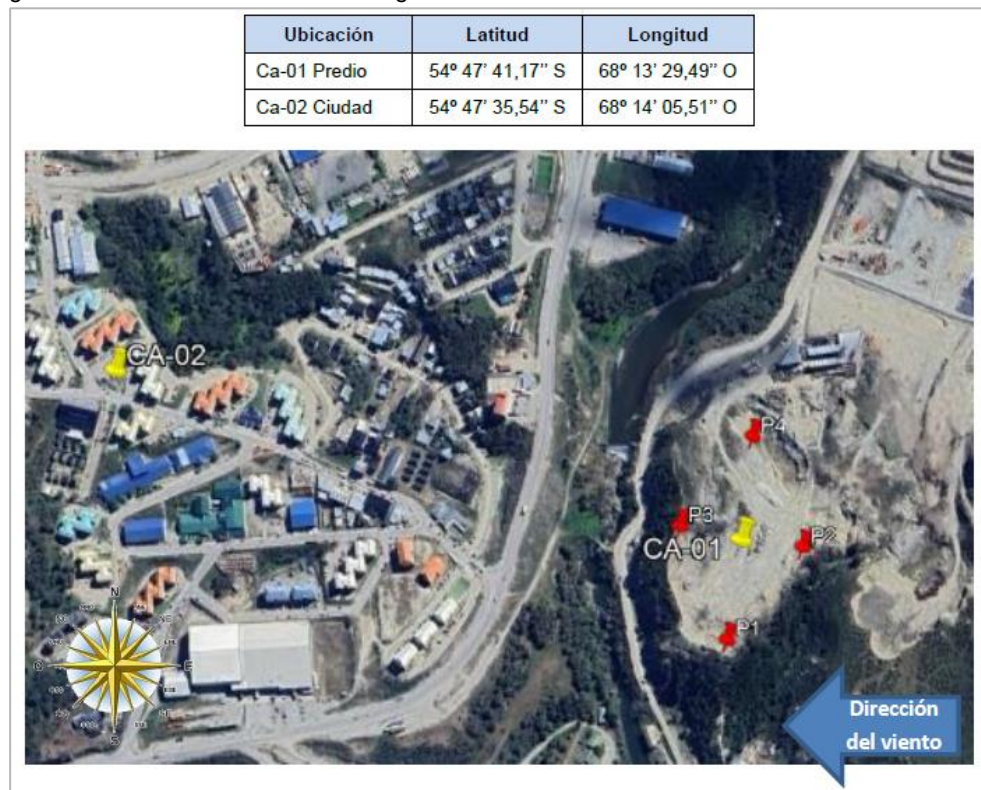 Ubicación Latitud Longitud
Ca-01 Predio 54º 47' 41,17'' S 68º 13' 29,49'' O
Ca-02 Ciudad 54º 47' 35,54'' S 68º 14' 05,51'' O
CA-02
P4
P3
CA-01
P2
P1
N
E
S
Dirección
del viento